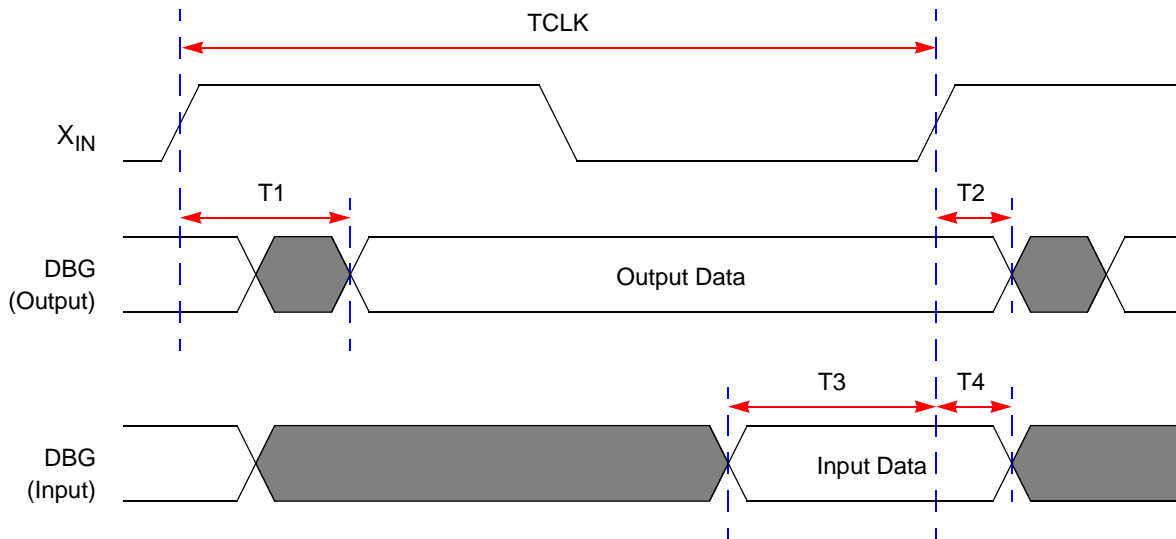 TCLK
XIN
T1
T2
DBG
(Output)
Output Data
T3
T4
DBG
(Input)
Input Data